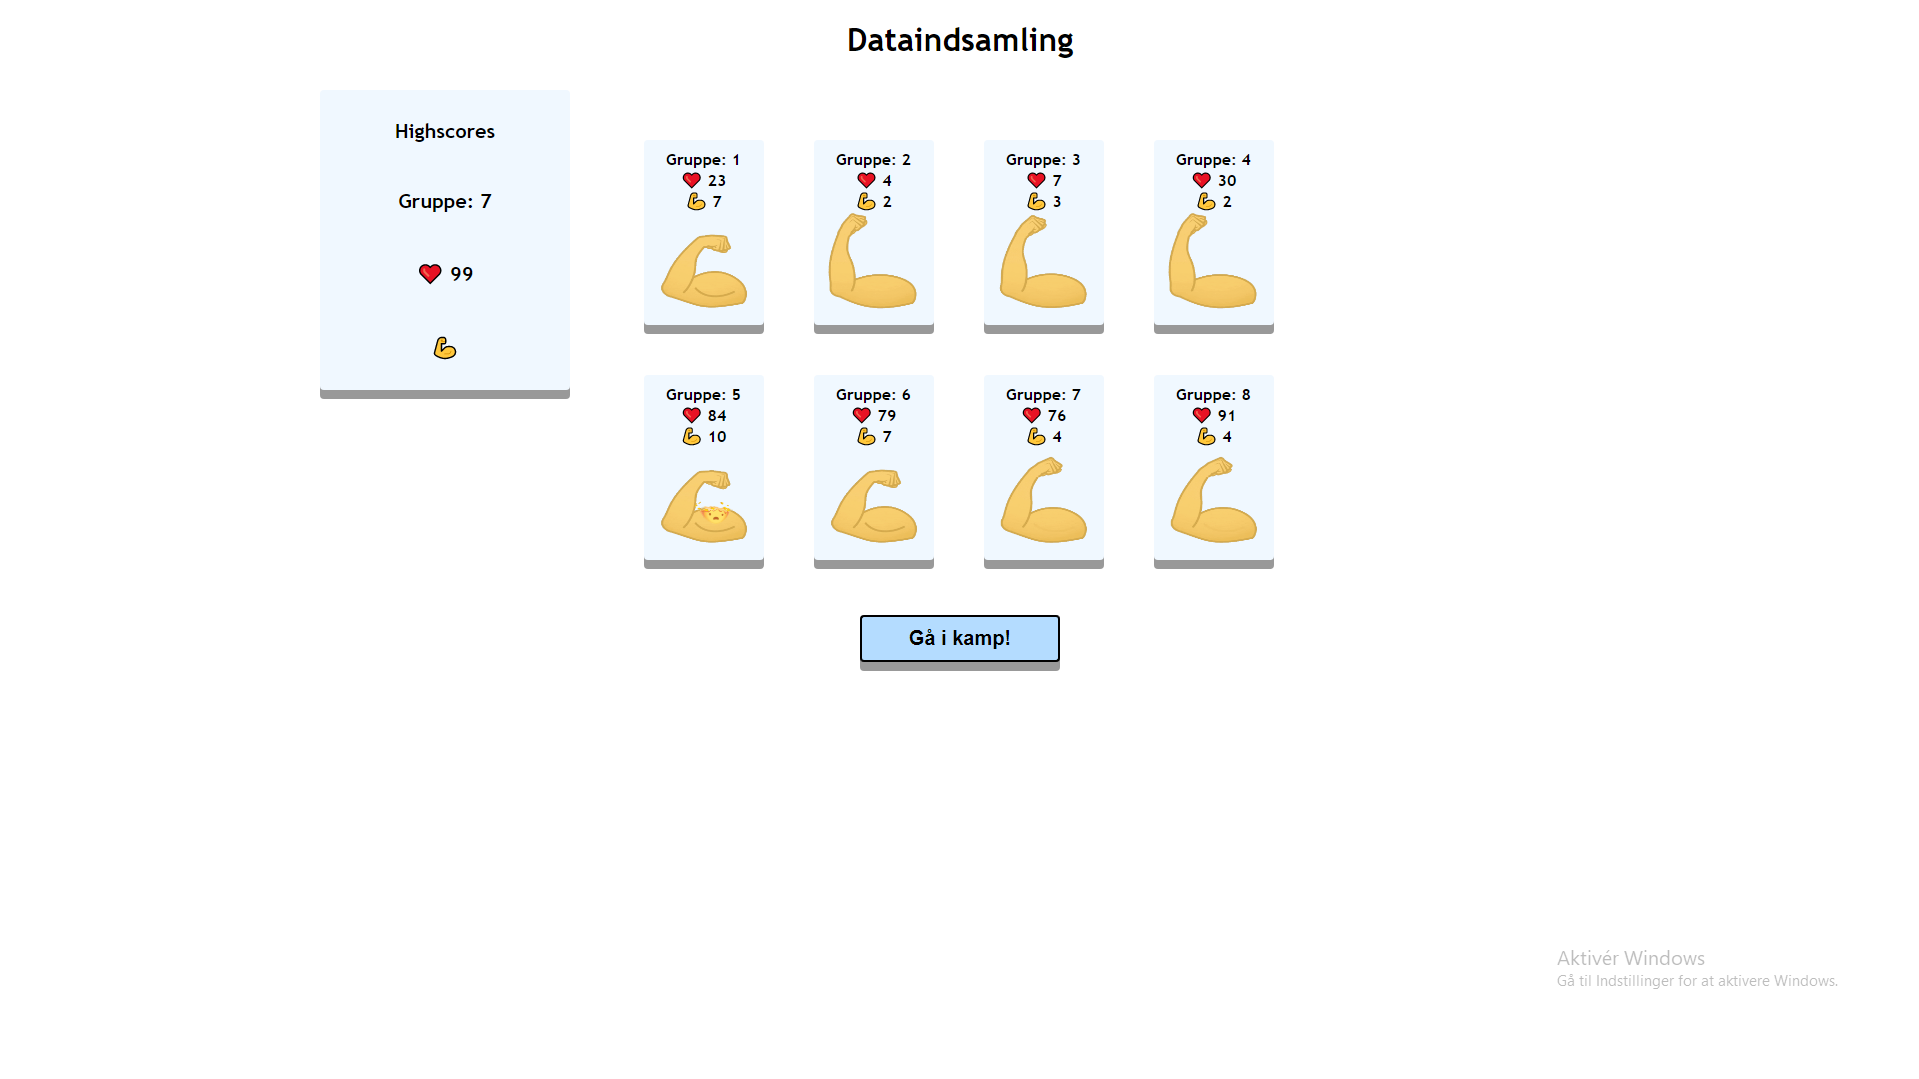 Dataindsamling
Highscores
Gruppe: 7
❤️ 99
💪
Gruppe: 1
❤️ 23
💪 7
Gruppe: 2
❤️ 4
💪 2
Gruppe: 3
❤️ 7
💪 3
Gruppe: 4
❤️ 30
💪 2
Gruppe: 5
❤️ 84
💪 10
Gruppe: 6
❤️ 79
💪 7
Gruppe: 7
❤️ 76
💪 4
Gruppe: 8
❤️ 91
💪 4
Gå i kamp!
Aktivér Windows
Gå til Indstillinger for at aktivere Windows.